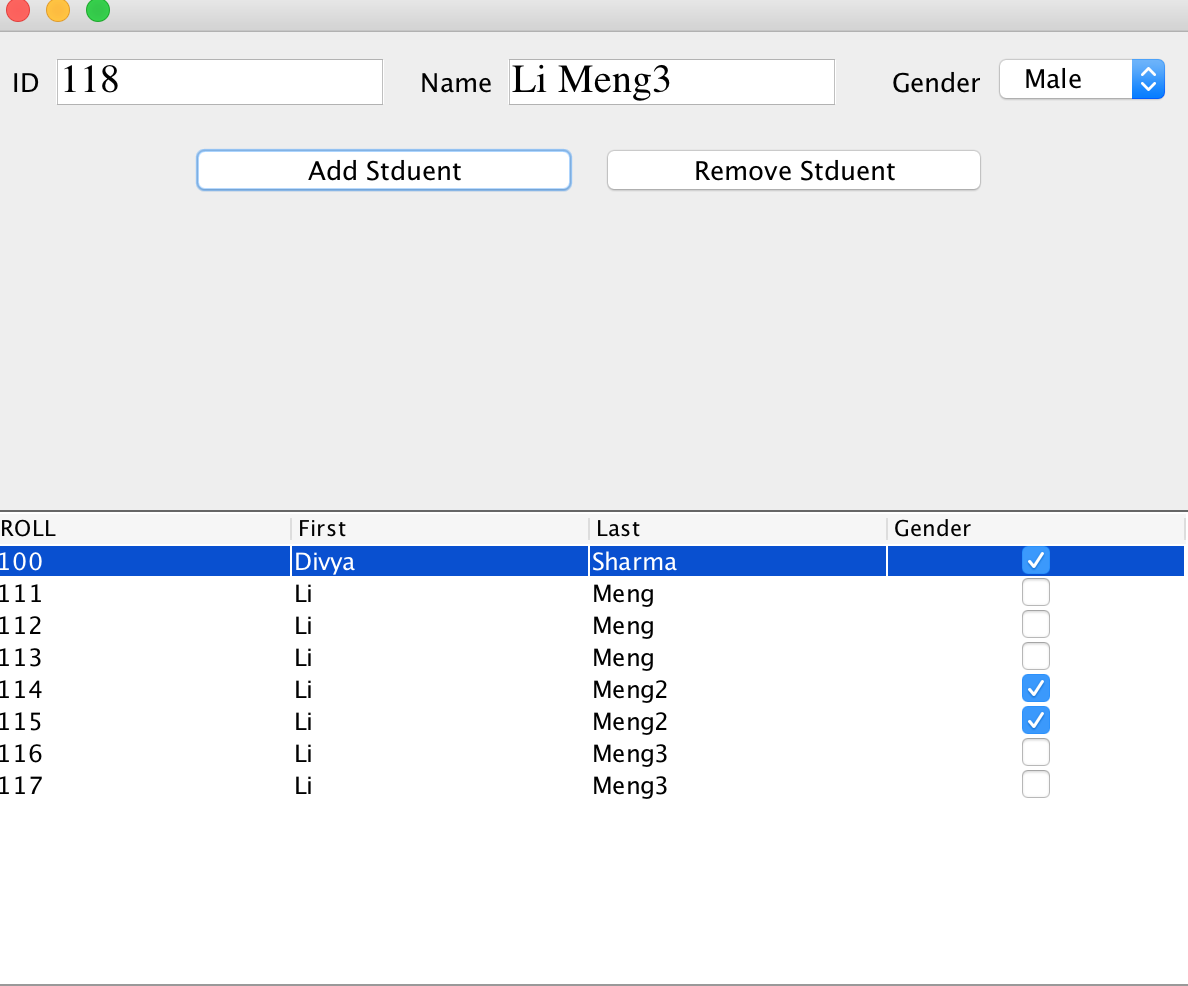 ID 118 Name Li Meng3 Gender Male
Add Stduent Remove Stduent
ROLL First Last Gender
100 Divya Sharma
111 Li Meng
112 Li Meng
113 Li Meng
114 Li Meng2
115 Li Meng2
116 Li Meng3
117 Li Meng3